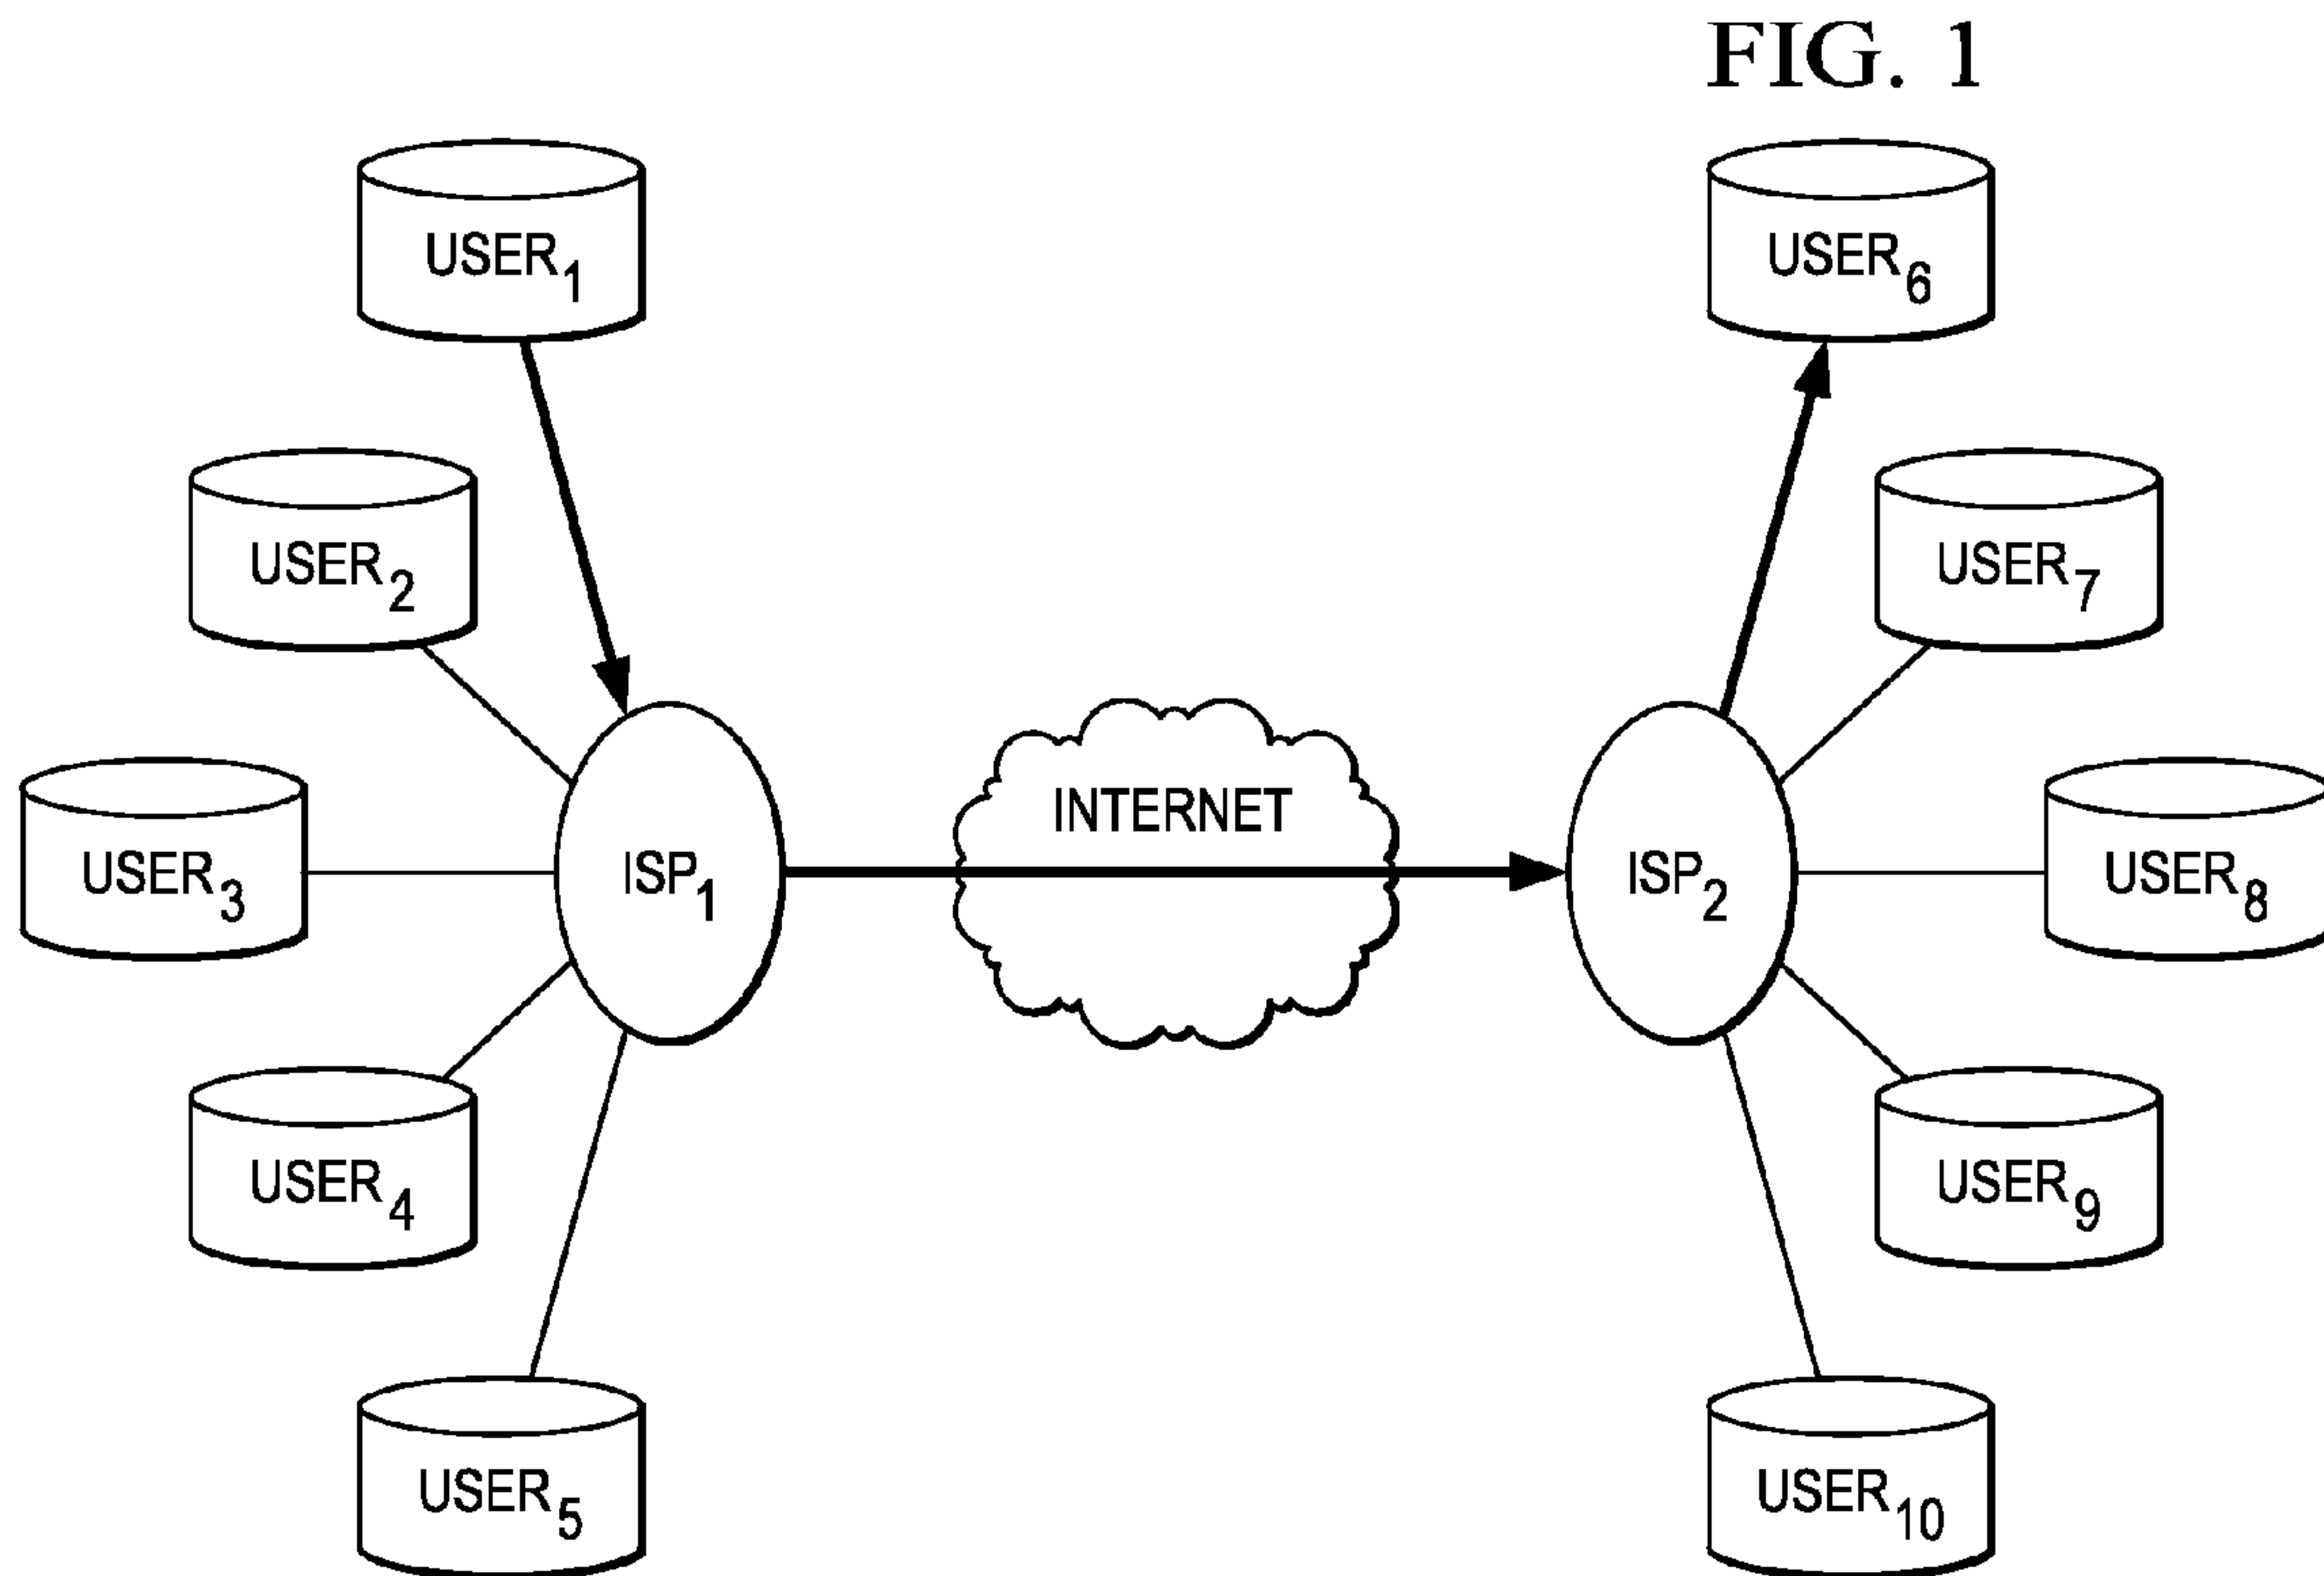 FIG. 1
USER1
USER6
USER2
USER7
USER3
ISP1
INTERNET
ISP2
USER8
USER4
USER9
USER5
USER10